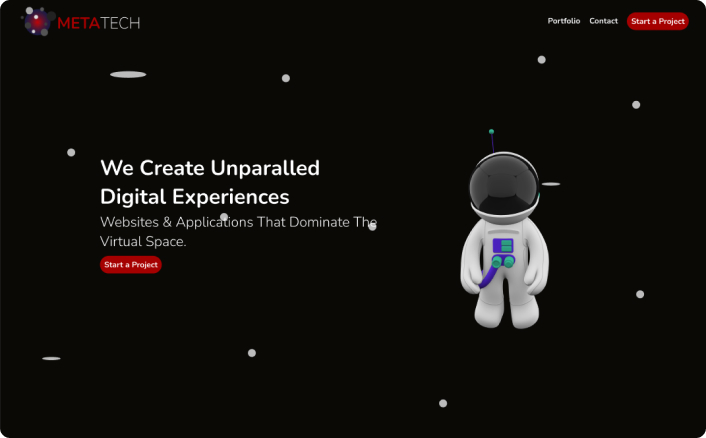 METATECH
Portfolio Contact Start a Project
We Create Unparalled
Digital Experiences
Websites & Applications That Dominate The
Virtual Space.
Start a Project